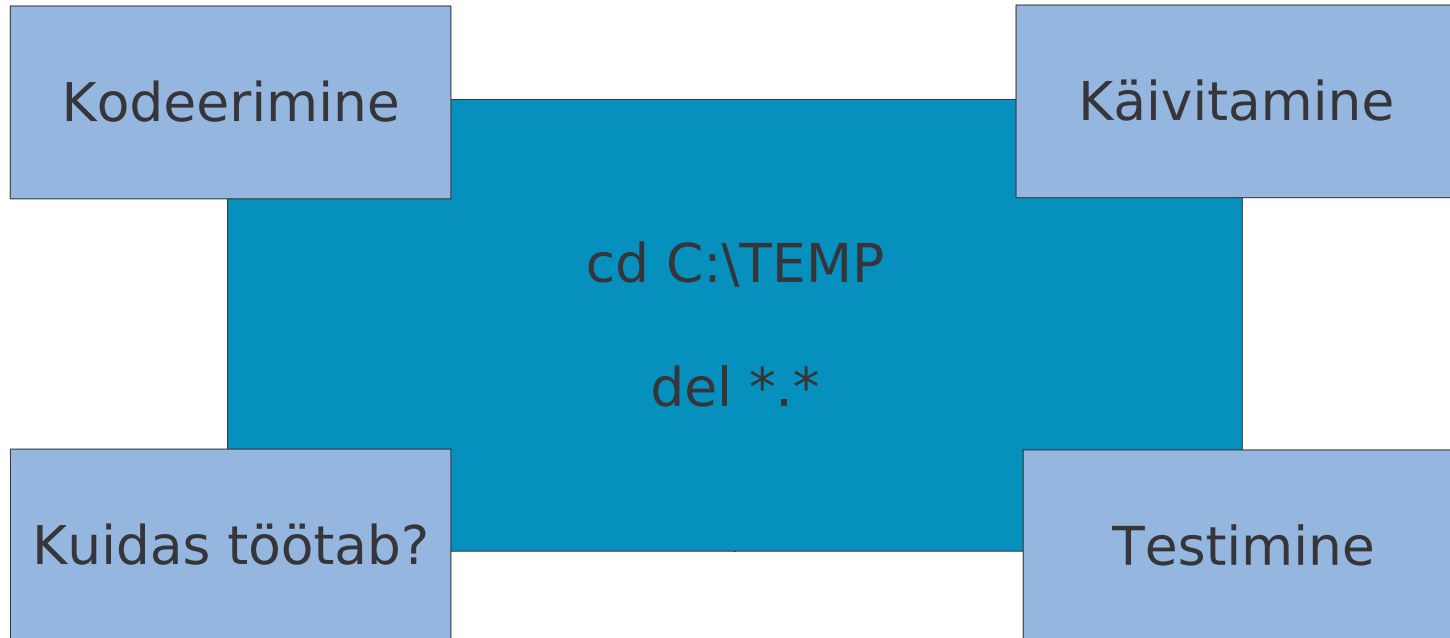 Kodeerimine
Käivitamine
cd C:\TEMP
del *.*
Kuidas töötab?
Testimine